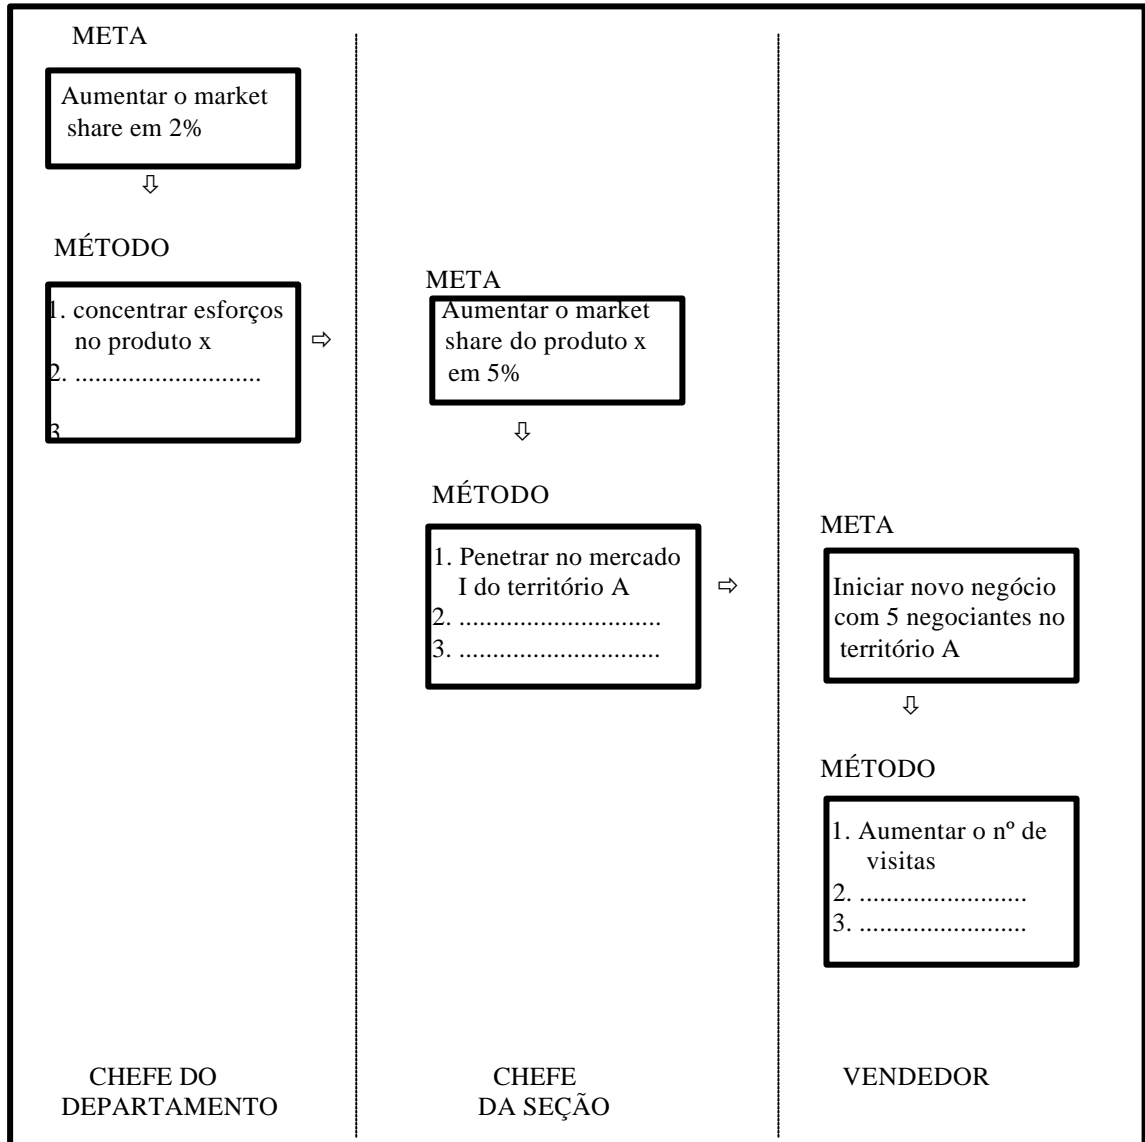 META
Aumentar o market
share em 2%
⇩
MÉTODO
1. concentrar esforços
no produto x
2. ............................
3
⇨
META
Aumentar o market
share do produto x
em 5%
⇩
MÉTODO
1. Penetrar no mercado
I do território A
2. ..............................
3. ..............................
⇨
META
Iniciar novo negócio
com 5 negociantes no
território A
⇩
MÉTODO
1. Aumentar o nº de
visitas
2. .........................
3. .........................
CHEFE DO
DEPARTAMENTO
CHEFE
DA SEÇÃO
VENDEDOR